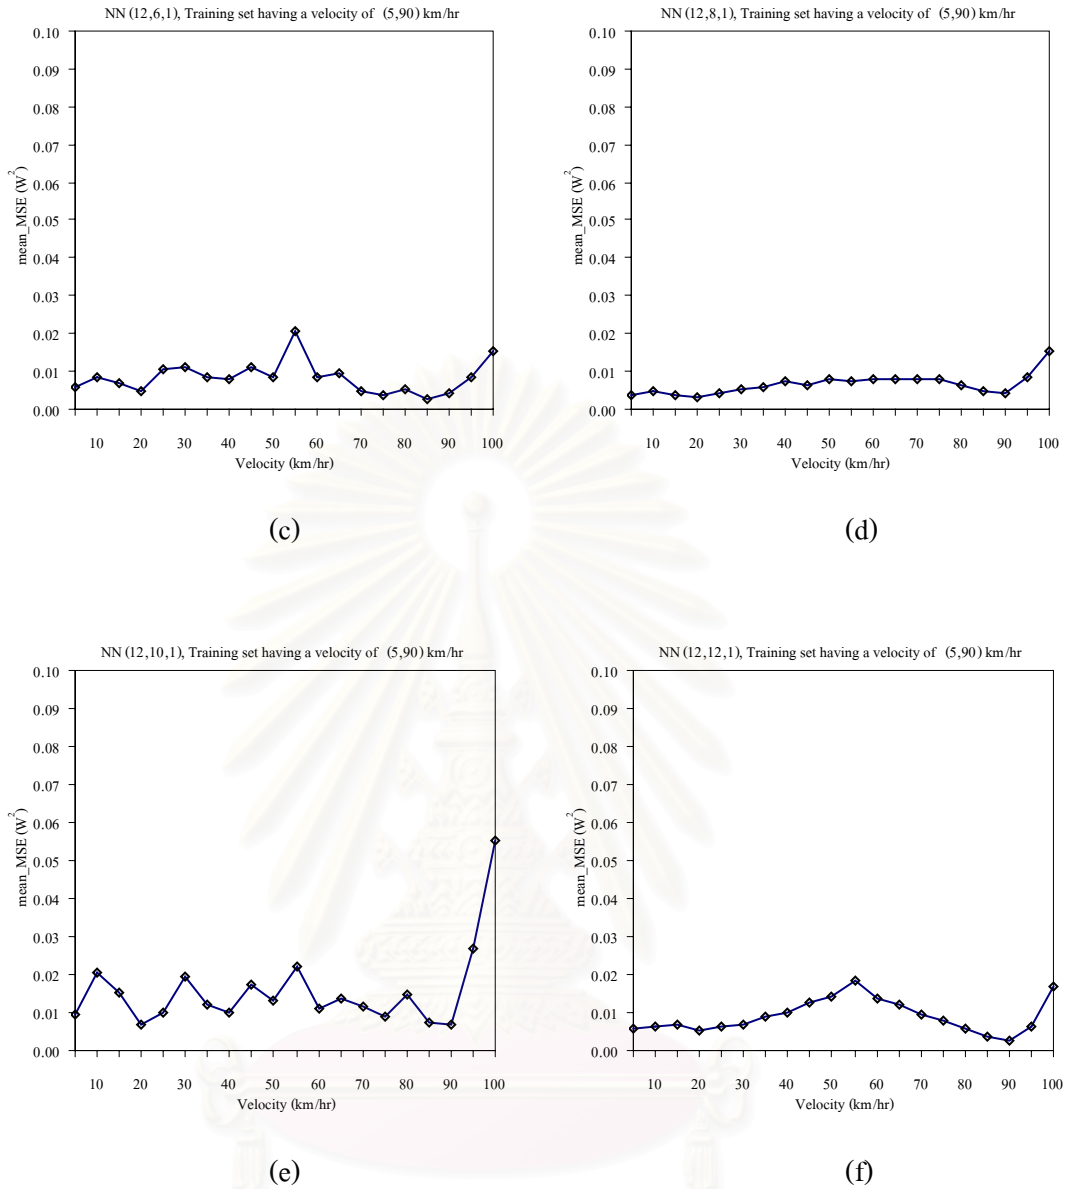 NN (12,6,1), Training set having a velocity of (5,90) km/hr
0.10
0.09
0.08
0.07
0.06
0.05
0.04
0.03
0.02
0.01
0.00
mean_MSE (W²)
10 20 30 40 50 60 70 80 90 100
Velocity (km/hr)
(c)
NN (12,8,1), Training set having a velocity of (5,90) km/hr
0.10
0.09
0.08
0.07
0.06
0.05
0.04
0.03
0.02
0.01
0.00
mean_MSE (W²)
10 20 30 40 50 60 70 80 90 100
Velocity (km/hr)
(d)
NN (12,10,1), Training set having a velocity of (5,90) km/hr
0.10
0.09
0.08
0.07
0.06
0.05
0.04
0.03
0.02
0.01
0.00
mean_MSE (W²)
10 20 30 40 50 60 70 80 90 100
Velocity (km/hr)
(e)
NN (12,12,1), Training set having a velocity of (5,90) km/hr
0.10
0.09
0.08
0.07
0.06
0.05
0.04
0.03
0.02
0.01
0.00
mean_MSE (W²)
10 20 30 40 50 60 70 80 90 100
Velocity (km/hr)
(f)